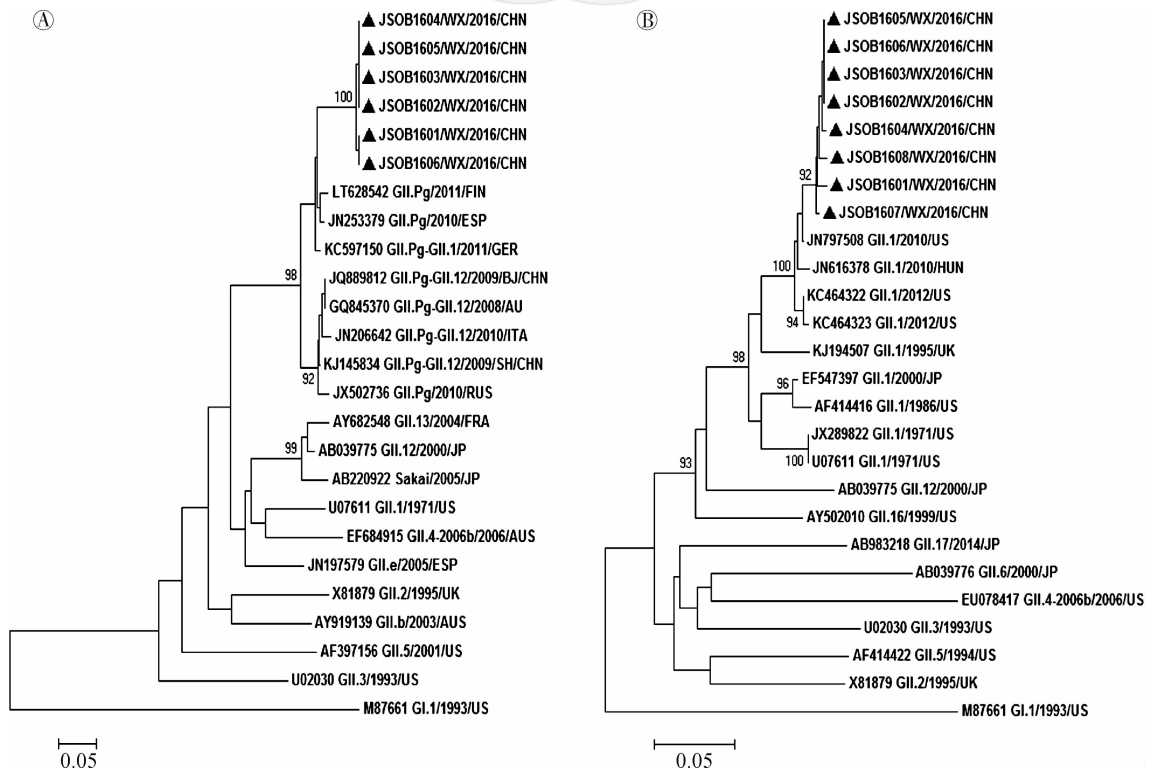 A
100
▲ JSOB1604/WX/2016/CHN
▲ JSOB1605/WX/2016/CHN
▲ JSOB1603/WX/2016/CHN
▲ JSOB1602/WX/2016/CHN
▲ JSOB1601/WX/2016/CHN
▲ JSOB1606/WX/2016/CHN
LT628542 GII.Pg/2011/FIN
JN253379 GII.Pg/2010/ESP
KC597150 GII.Pg-GII.1/2011/GER
98
JQ889812 GII.Pg-GII.12/2009/BJ/CHN
GQ845370 GII.Pg-GII.12/2008/AU
JN206642 GII.Pg-GII.12/2010/ITA
KJ145834 GII.Pg-GII.12/2009/SH/CHN
92
JX502736 GII.Pg/2010/RUS
AY682548 GII.13/2004/FRA
99
AB039775 GII.12/2000/JP
AB220922 Sakai/2005/JP
U07611 GII.1/1971/US
EF684915 GII.4-2006b/2006/AUS
JN197579 GII.e/2005/ESP
X81879 GII.2/1995/UK
AY919139 GII.b/2003/AUS
AF397156 GII.5/2001/US
U02030 GII.3/1993/US
M87661 GI.1/1993/US
0.05
B
▲ JSOB1605/WX/2016/CHN
▲ JSOB1606/WX/2016/CHN
▲ JSOB1603/WX/2016/CHN
▲ JSOB1602/WX/2016/CHN
▲ JSOB1604/WX/2016/CHN
▲ JSOB1608/WX/2016/CHN
92
▲ JSOB1601/WX/2016/CHN
▲ JSOB1607/WX/2016/CHN
JN797508 GII.1/2010/US
100
JN616378 GII.1/2010/HUN
KC464322 GII.1/2012/US
94
KC464323 GII.1/2012/US
KJ194507 GII.1/1995/UK
98
EF547397 GII.1/2000/JP
96
AF414416 GII.1/1986/US
JX289822 GII.1/1971/US
100
U07611 GII.1/1971/US
93
AB039775 GII.12/2000/JP
AY502010 GII.16/1999/US
AB983218 GII.17/2014/JP
AB039776 GII.6/2000/JP
EU078417 GII.4-2006b/2006/US
U02030 GII.3/1993/US
AF414422 GII.5/1994/US
X81879 GII.2/1995/UK
M87661 GI.1/1993/US
0.05